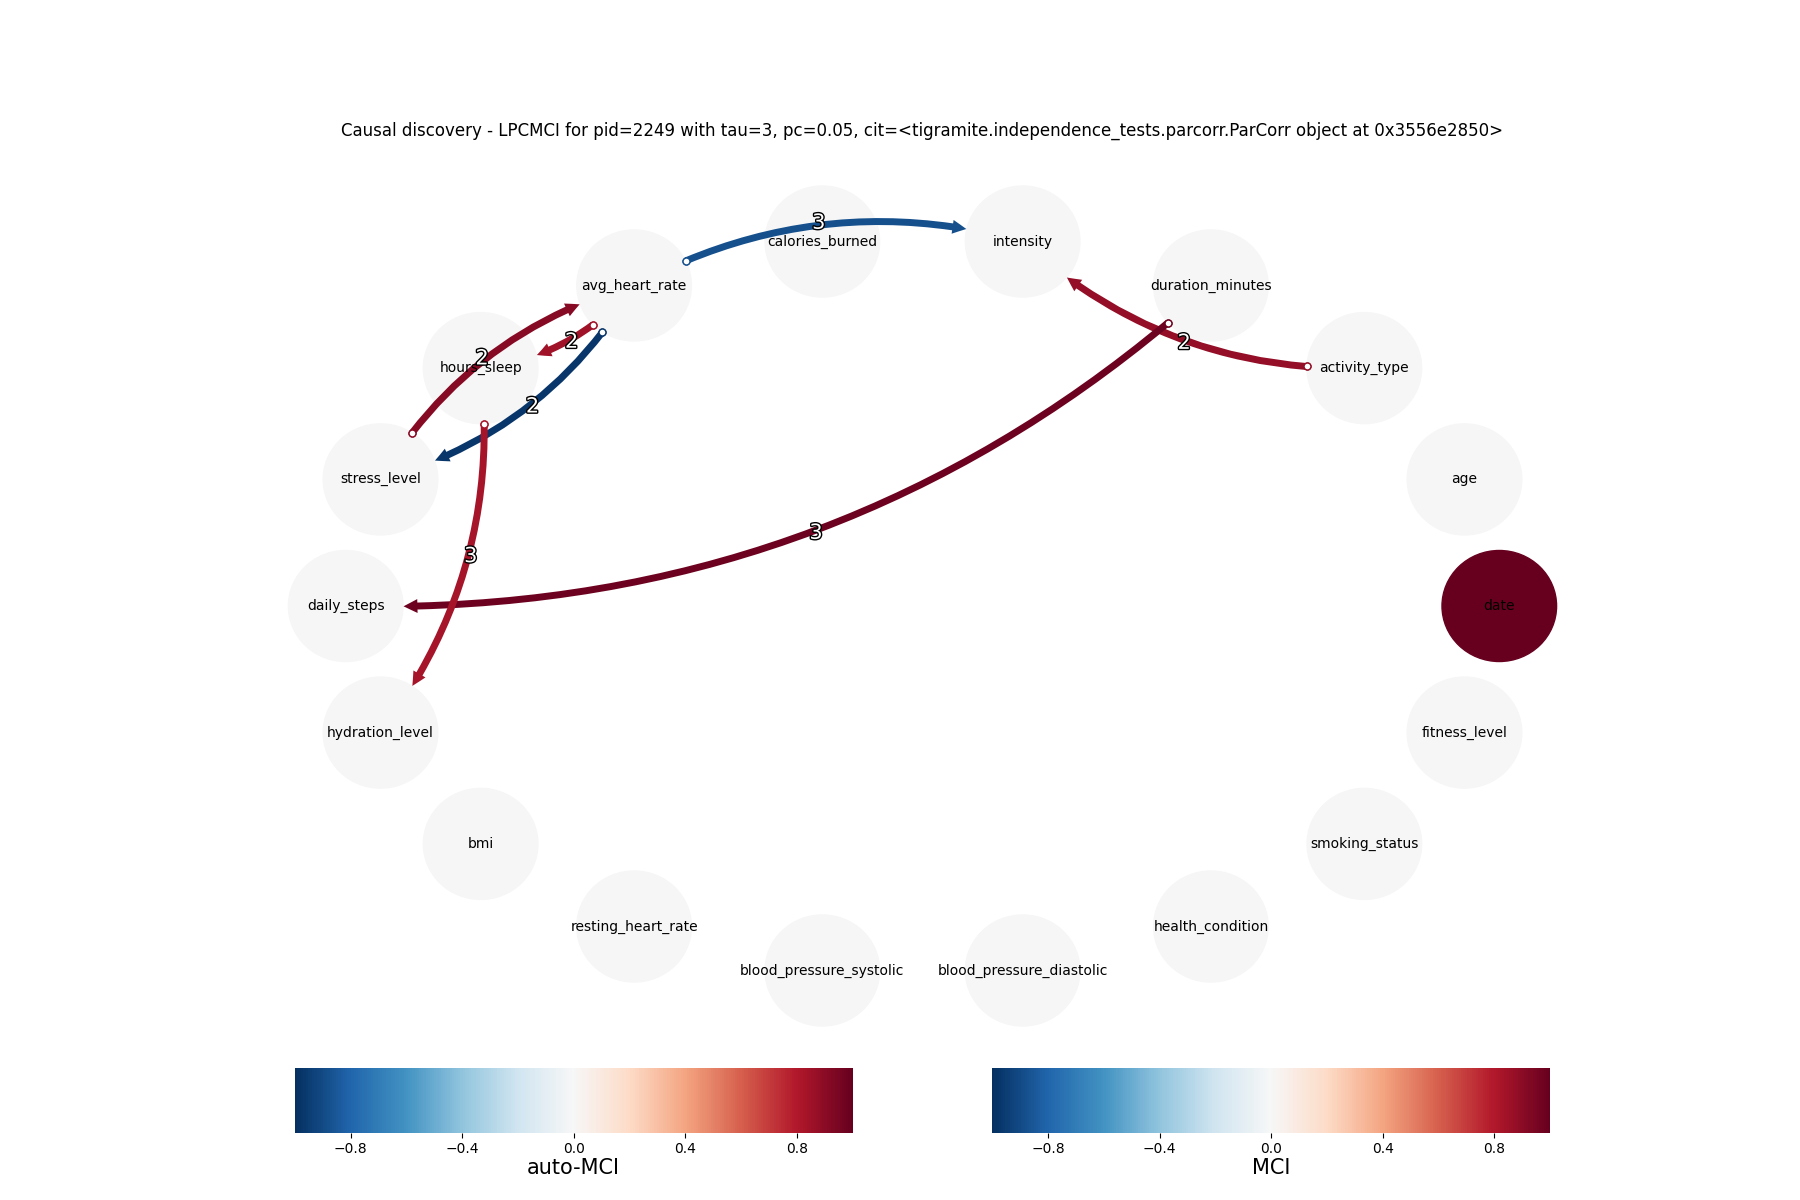 Causal discovery - LPCMCI for pid=2249 with tau=3, pc=0.05, cit=<tigramite.independence_tests.parcorr.ParCorr object at 0x3556e2850>
3
calories_burned
intensity
avg_heart_rate
duration_minutes
2
2
2
hours_sleep
activity_type
2
stress_level
age
3
3
daily_steps
date
hydration_level
fitness_level
bmi
smoking_status
resting_heart_rate
health_condition
blood_pressure_systolic
blood_pressure_diastolic
−0.8 −0.4 0.0 0.4 0.8
auto-MCI
−0.8 −0.4 0.0 0.4 0.8
MCI